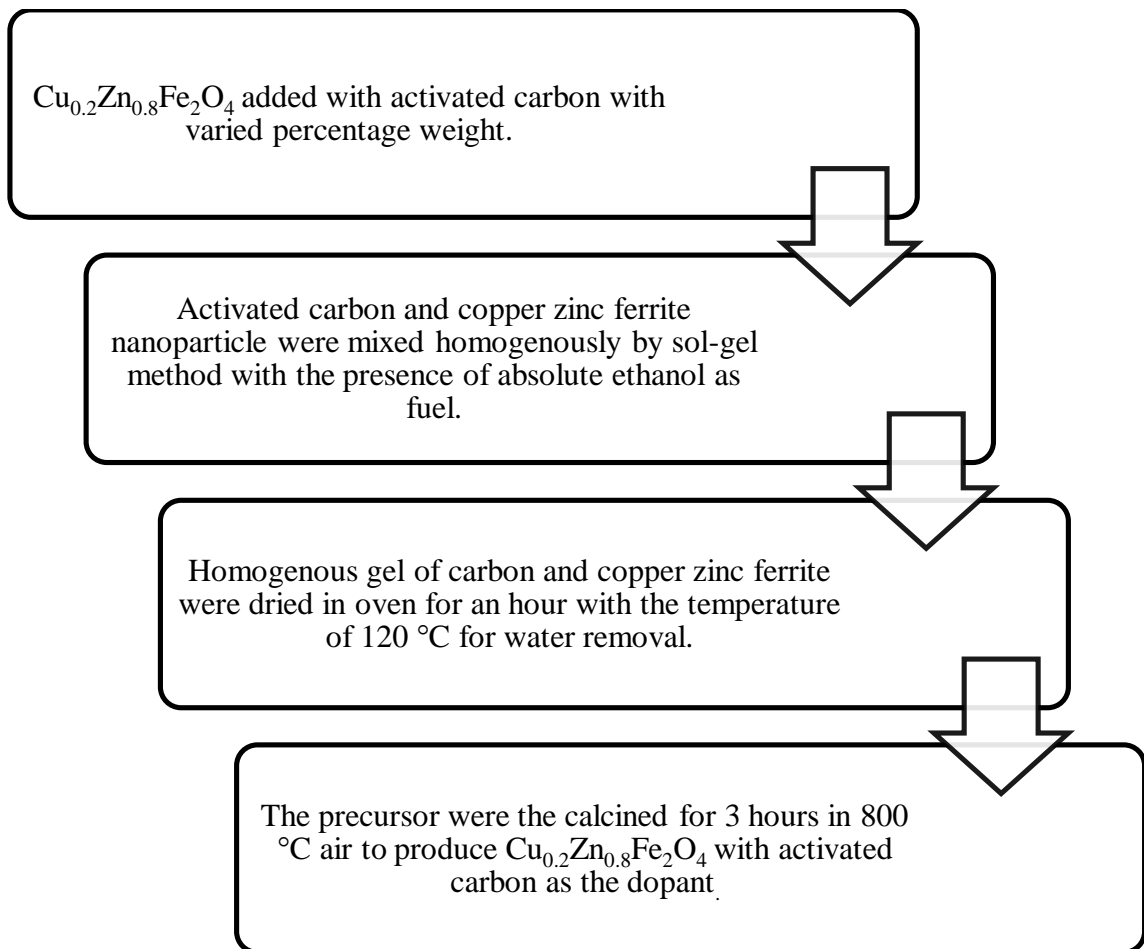 Cu₀.₂Zn₀.₈Fe₂O₄ added with activated carbon with
varied percentage weight.
Activated carbon and copper zinc ferrite
nanoparticle were mixed homogenously by sol-gel
method with the presence of absolute ethanol as
fuel.
Homogenous gel of carbon and copper zinc ferrite
were dried in oven for an hour with the temperature
of 120 °C for water removal.
The precursor were the calcined for 3 hours in 800
°C air to produce Cu₀.₂Zn₀.₈Fe₂O₄ with activated
carbon as the dopant.